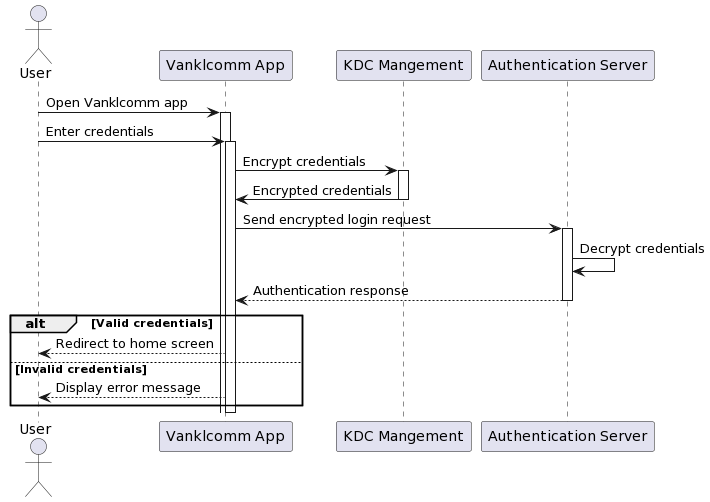 User
Vanklcomm App
KDC Mangement
Authentication Server
Open Vanklcomm app
Enter credentials
Encrypt credentials
Encrypted credentials
Send encrypted login request
Decrypt credentials
Authentication response
alt [Valid credentials]
Redirect to home screen
[Invalid credentials]
Display error message
User
Vanklcomm App
KDC Mangement
Authentication Server